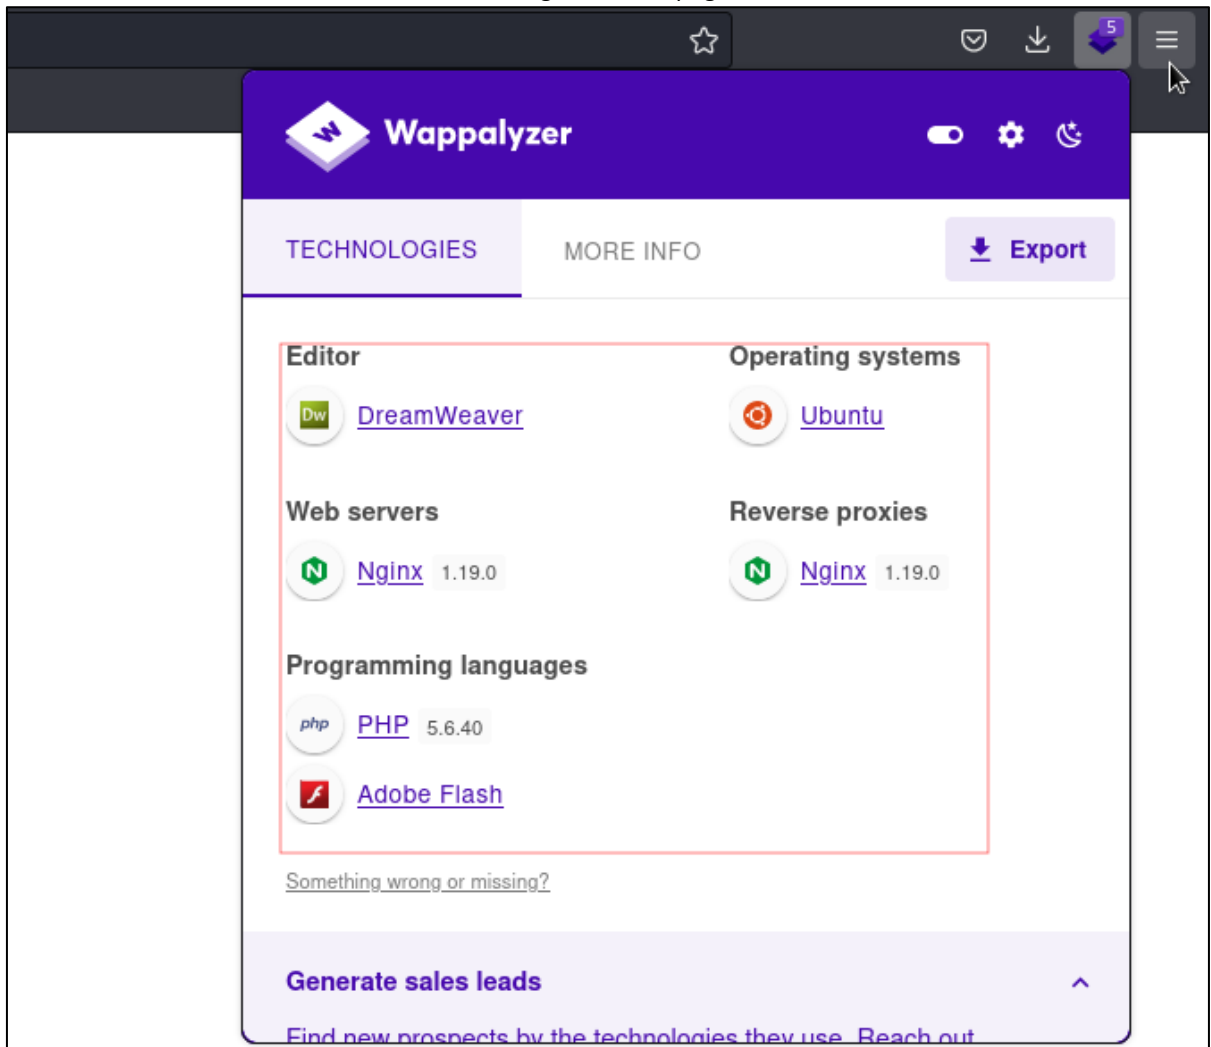 5
Wappalyzer
TECHNOLOGIES MORE INFO Export
Editor Operating systems
Dw DreamWeaver Ubuntu
Web servers Reverse proxies
Nginx 1.19.0 Nginx 1.19.0
Programming languages
php PHP 5.6.40
Adobe Flash
Something wrong or missing?
Generate sales leads
Find new prospects by the technologies they use. Reach out